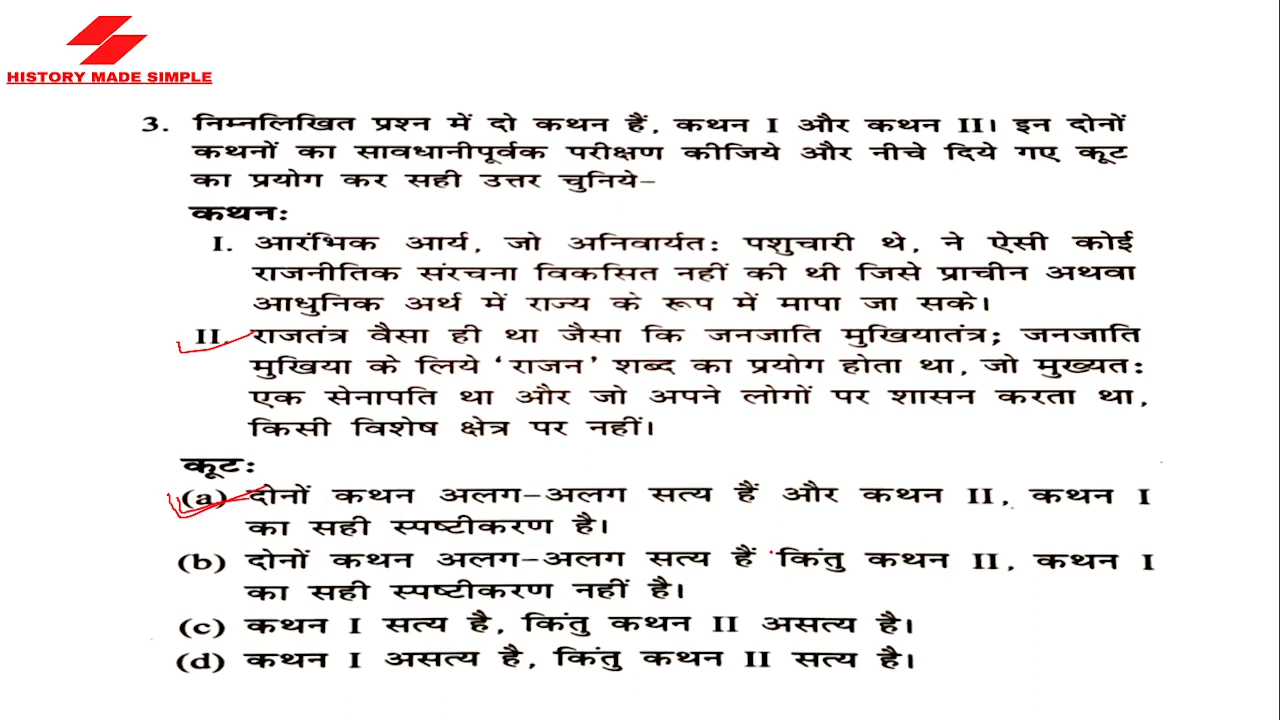 HISTORY MADE SIMPLE
3. निम्नलिखित प्रश्न में दो कथन हैं, कथन I और कथन II। इन दोनों
कथनों का सावधानीपूर्वक परीक्षण कीजिये और नीचे दिये गए कूट
का प्रयोग कर सही उत्तर चुनिये–
कथन:
I. आरंभिक आर्य, जो अनिवार्यत: पशुचारी थे, ने ऐसी कोई
राजनीतिक संरचना विकसित नहीं की थी जिसे प्राचीन अथवा
आधुनिक अर्थ में राज्य के रूप में मापा जा सके।
II. राजतंत्र वैसा ही था जैसा कि जनजाति मुखियातंत्र; जनजाति
मुखिया के लिये 'राजन' शब्द का प्रयोग होता था, जो मुख्यत:
एक सेनापति था और जो अपने लोगों पर शासन करता था,
किसी विशेष क्षेत्र पर नहीं।
कूट:
(a) दोनों कथन अलग-अलग सत्य हैं और कथन II, कथन I
का सही स्पष्टीकरण है।
(b) दोनों कथन अलग-अलग सत्य हैं किंतु कथन II, कथन I
का सही स्पष्टीकरण नहीं है।
(c) कथन I सत्य है, किंतु कथन II असत्य है।
(d) कथन I असत्य है, किंतु कथन II सत्य है।